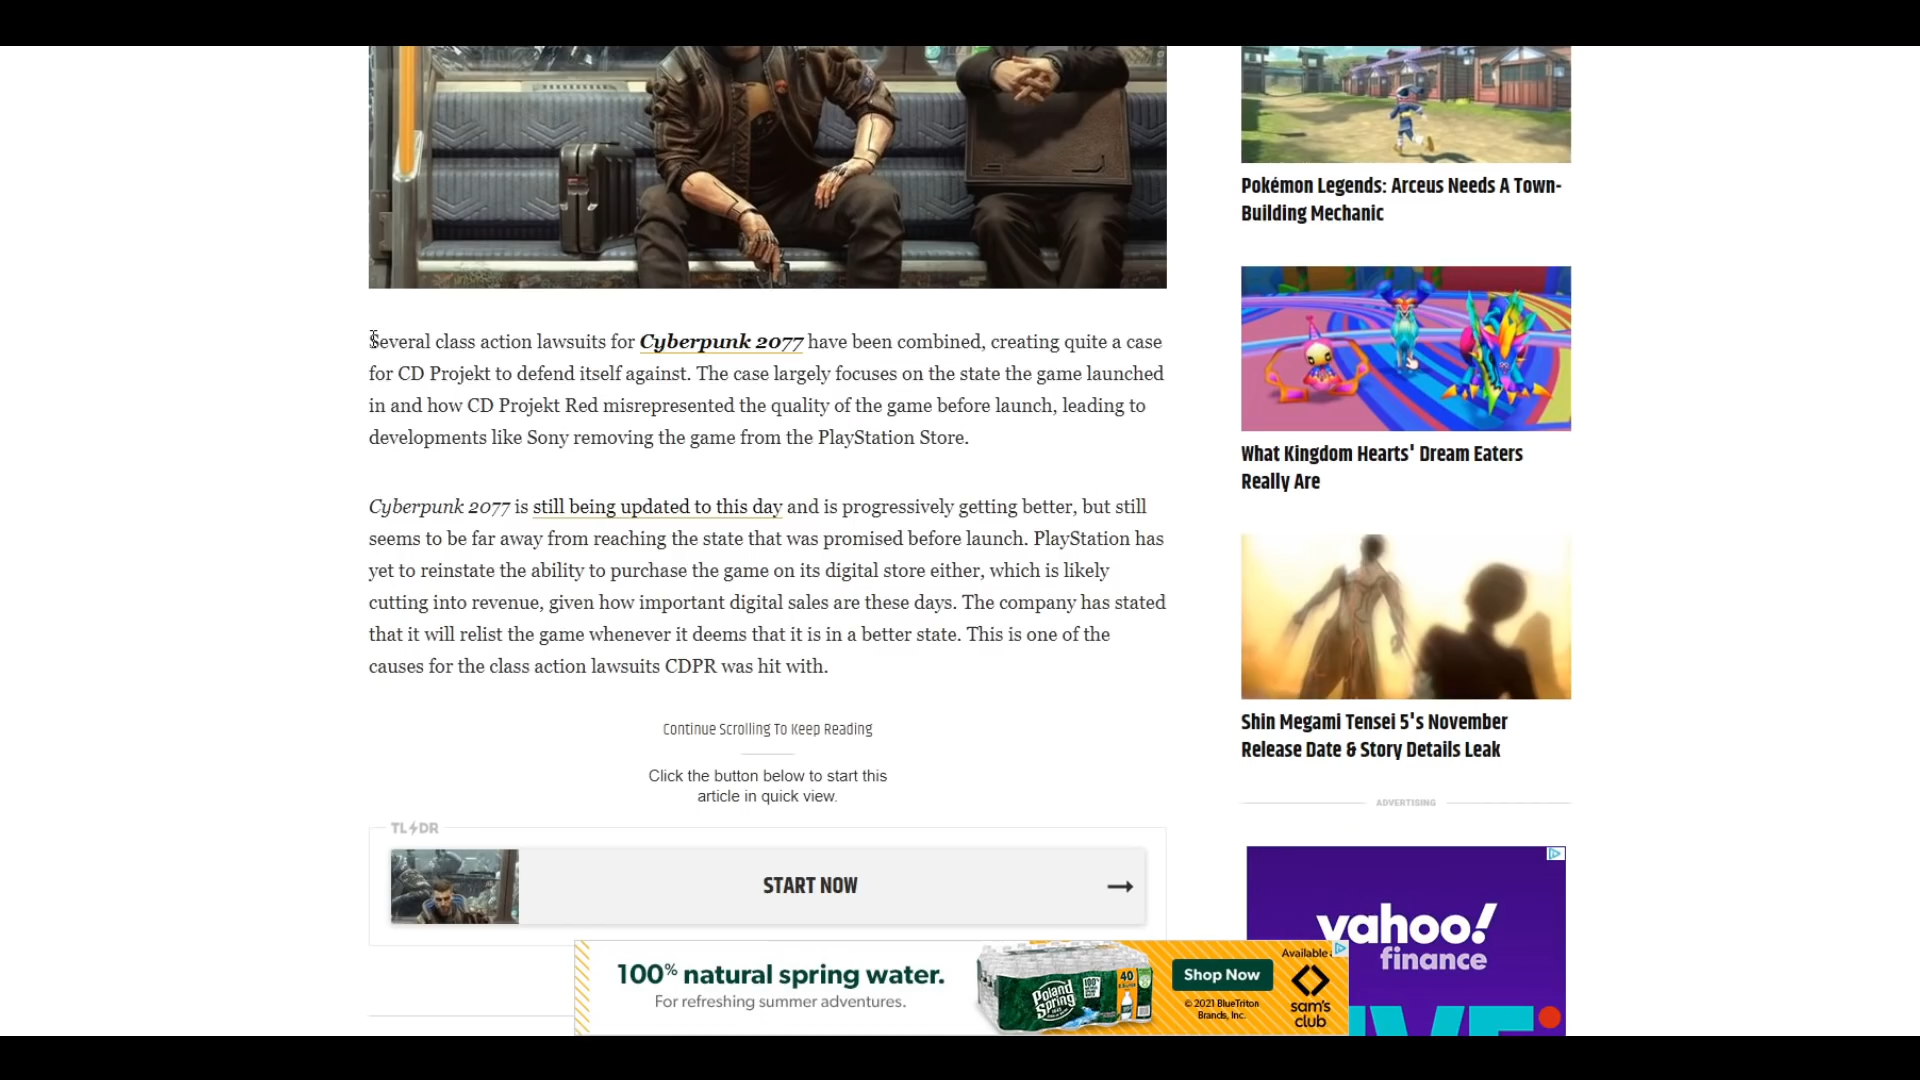 Several class action lawsuits for Cyberpunk 2077 have been combined, creating quite a case
for CD Projekt to defend itself against. The case largely focuses on the state the game launched
in and how CD Projekt Red misrepresented the quality of the game before launch, leading to
developments like Sony removing the game from the PlayStation Store.
Cyberpunk 2077 is still being updated to this day and is progressively getting better, but still
seems to be far away from reaching the state that was promised before launch. PlayStation has
yet to reinstate the ability to purchase the game on its digital store either, which is likely
cutting into revenue, given how important digital sales are these days. The company has stated
that it will relist the game whenever it deems that it is in a better state. This is one of the
causes for the class action lawsuits CDPR was hit with.
Continue Scrolling To Keep Reading
Click the button below to start this
article in quick view.
TL DR
START NOW
Pokémon Legends: Arceus Needs A Town-
Building Mechanic
What Kingdom Hearts' Dream Eaters
Really Are
Shin Megami Tensei 5's November
Release Date & Story Details Leak
ADVERTISING
yahoo!
finance
100% natural spring water.
For refreshing summer adventures.
Poland
Spring
40
Shop Now
© 2021 BlueTriton
Brands, Inc.
Available
sam's
club